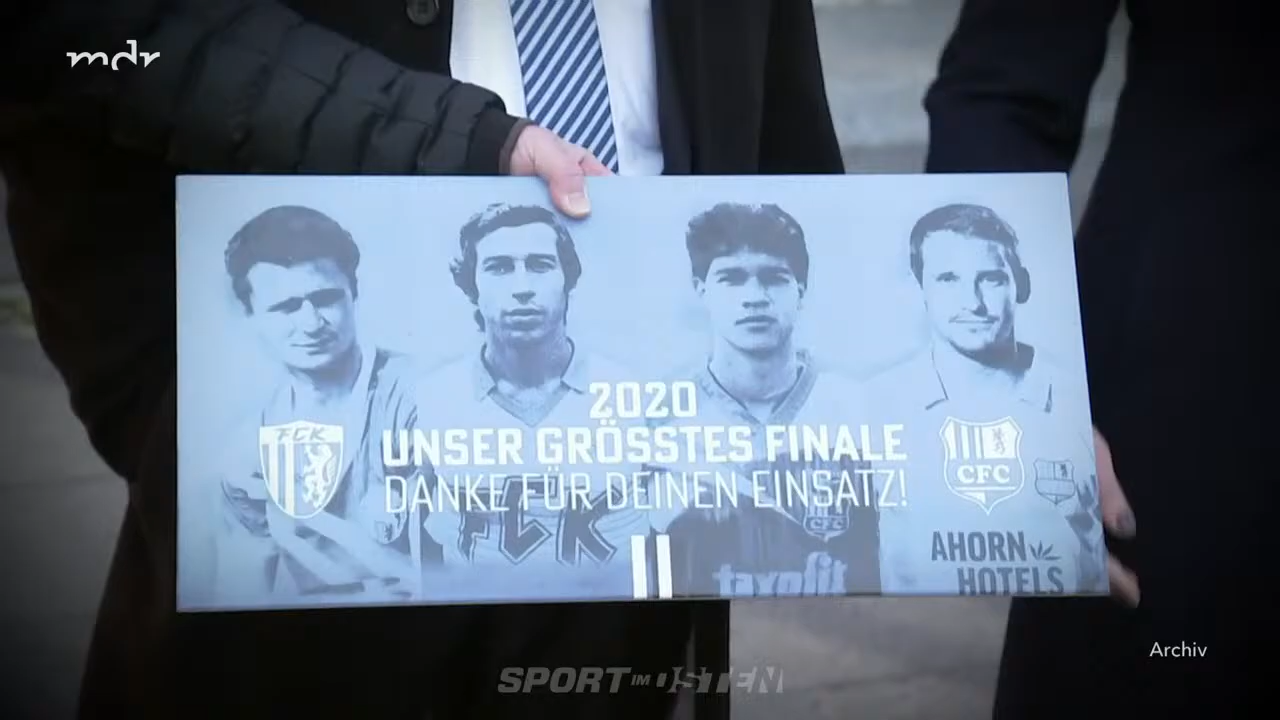 mdr
2020
UNSER GRÖSSTES FINALE
DANKE FÜR DEINEN EINSATZ!
FCK
CFC
FCK
CFC
taxofit
AHORN
HOTELS
Archiv
SPORT IM OSTEN